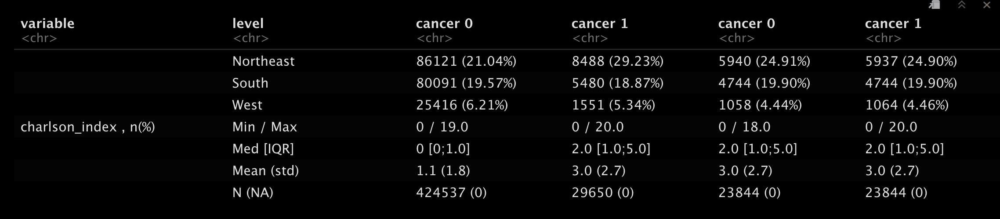 variable level cancer 0 cancer 1 cancer 0 cancer 1
<chr> <chr> <chr> <chr> <chr> <chr>
Northeast 86121 (21.04%) 8488 (29.23%) 5940 (24.91%) 5937 (24.90%)
South 80091 (19.57%) 5480 (18.87%) 4744 (19.90%) 4744 (19.90%)
West 25416 (6.21%) 1551 (5.34%) 1058 (4.44%) 1064 (4.46%)
charlson_index , n(%) Min / Max 0 / 19.0 0 / 20.0 0 / 18.0 0 / 20.0
Med [IQR] 0 [0;1.0] 2.0 [1.0;5.0] 2.0 [1.0;5.0] 2.0 [1.0;5.0]
Mean (std) 1.1 (1.8) 3.0 (2.7) 3.0 (2.7) 3.0 (2.7)
N (NA) 424537 (0) 29650 (0) 23844 (0) 23844 (0)